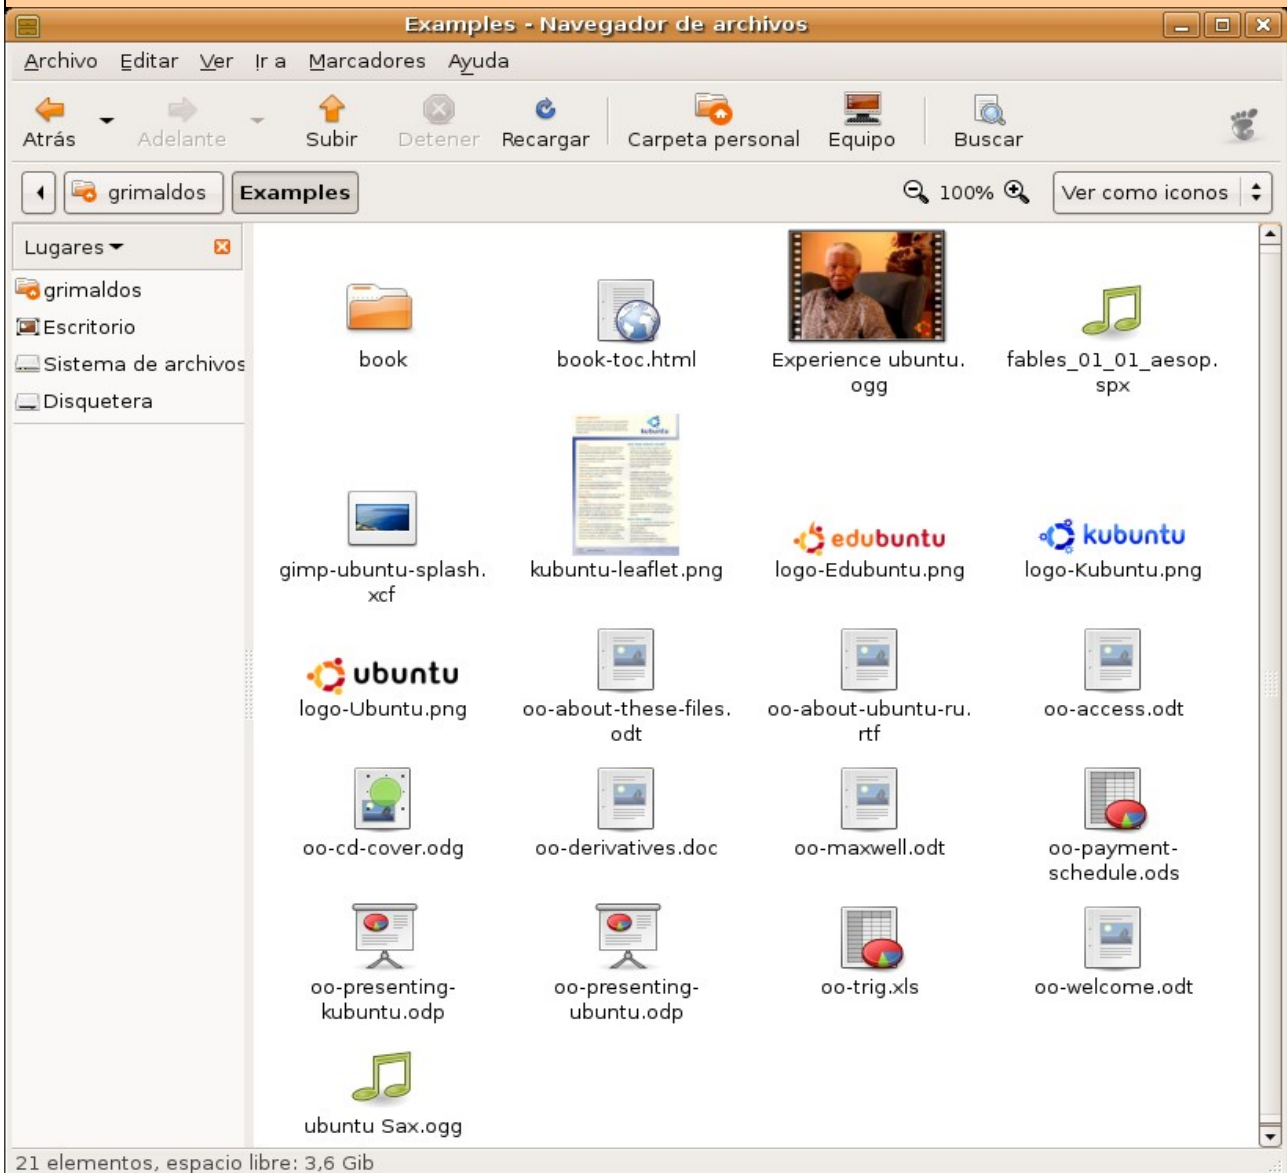 Examples - Navegador de archivos
Archivo Editar Ver Ir a Marcadores Ayuda
Atrás Adelante Subir Detener Recargar Carpeta personal Equipo Buscar
grimaldos Examples 100% Ver como iconos
Lugares
grimaldos
Escritorio
Sistema de archivos
Disquetera
book
book-toc.html
Experience ubuntu.
ogg
fables_01_01_aesop.
spx
gimp-ubuntu-splash.
xcf
kubuntu
kubuntu-leaflet.png
edubuntu
logo-Edubuntu.png
kubuntu
logo-Kubuntu.png
ubuntu
logo-Ubuntu.png
oo-about-these-files.
odt
oo-about-ubuntu-ru.
rtf
oo-access.odt
oo-cd-cover.odg
oo-derivatives.doc
oo-maxwell.odt
oo-payment-
schedule.ods
oo-presenting-
kubuntu.odp
oo-presenting-
ubuntu.odp
oo-trig.xls
oo-welcome.odt
ubuntu Sax.ogg
21 elementos, espacio libre: 3,6 Gib